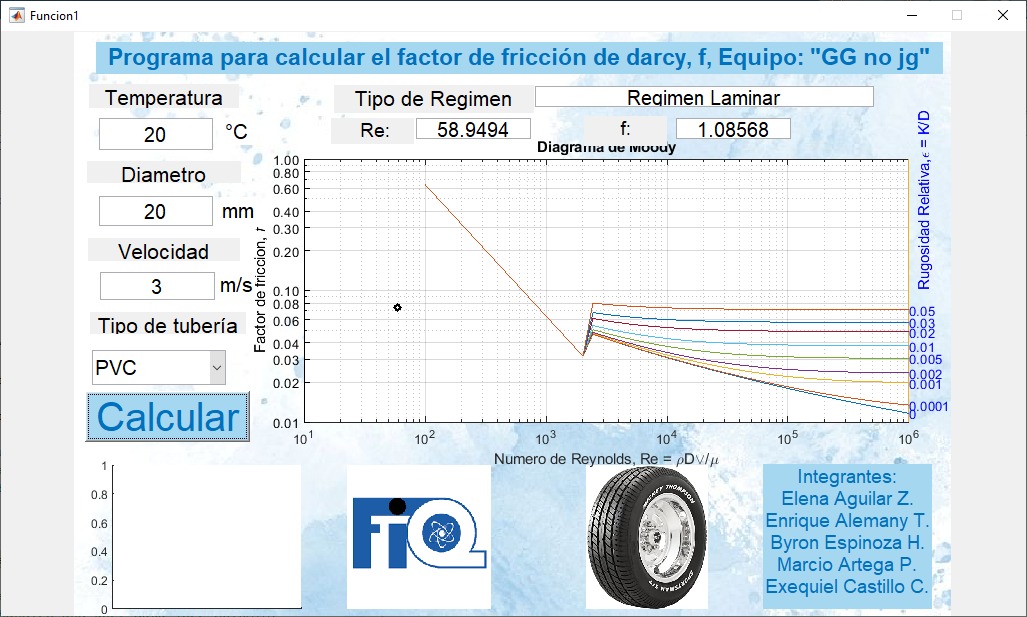 Funcion1
Programa para calcular el factor de fricción de darcy, f, Equipo: "GG no jg"
Temperatura
20 °C
Diametro
20 mm
Velocidad
3 m/s
Tipo de tubería
PVC
Calcular
Tipo de Regimen
Regimen Laminar
Re: 58.9494
f: 1.08568
Diagrama de Moody
Factor de friccion, f
1.00
0.80
0.60
0.40
0.30
0.20
0.10
0.08
0.06
0.04
0.03
0.02
0.01
10^1 10^2 10^3 10^4 10^5 10^6
Numero de Reynolds, Re = ρDV/μ
Rugosidad Relativa, ϵ = K/D
0.05
0.03
0.02
0.01
0.005
0.002
0.001
0.0001
0
1
0.8
0.6
0.4
0.2
0
FIQ
MICKEY THOMPSON
SPORTSMAN S/T
Integrantes:
Elena Aguilar Z.
Enrique Alemany T.
Byron Espinoza H.
Marcio Artega P.
Exequiel Castillo C.